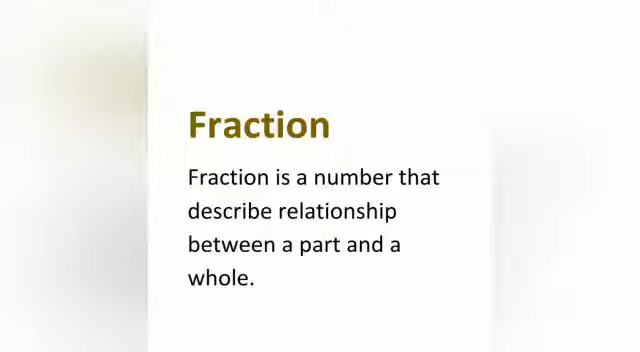 Fraction
Fraction is a number that
describe relationship
between a part and a
whole.